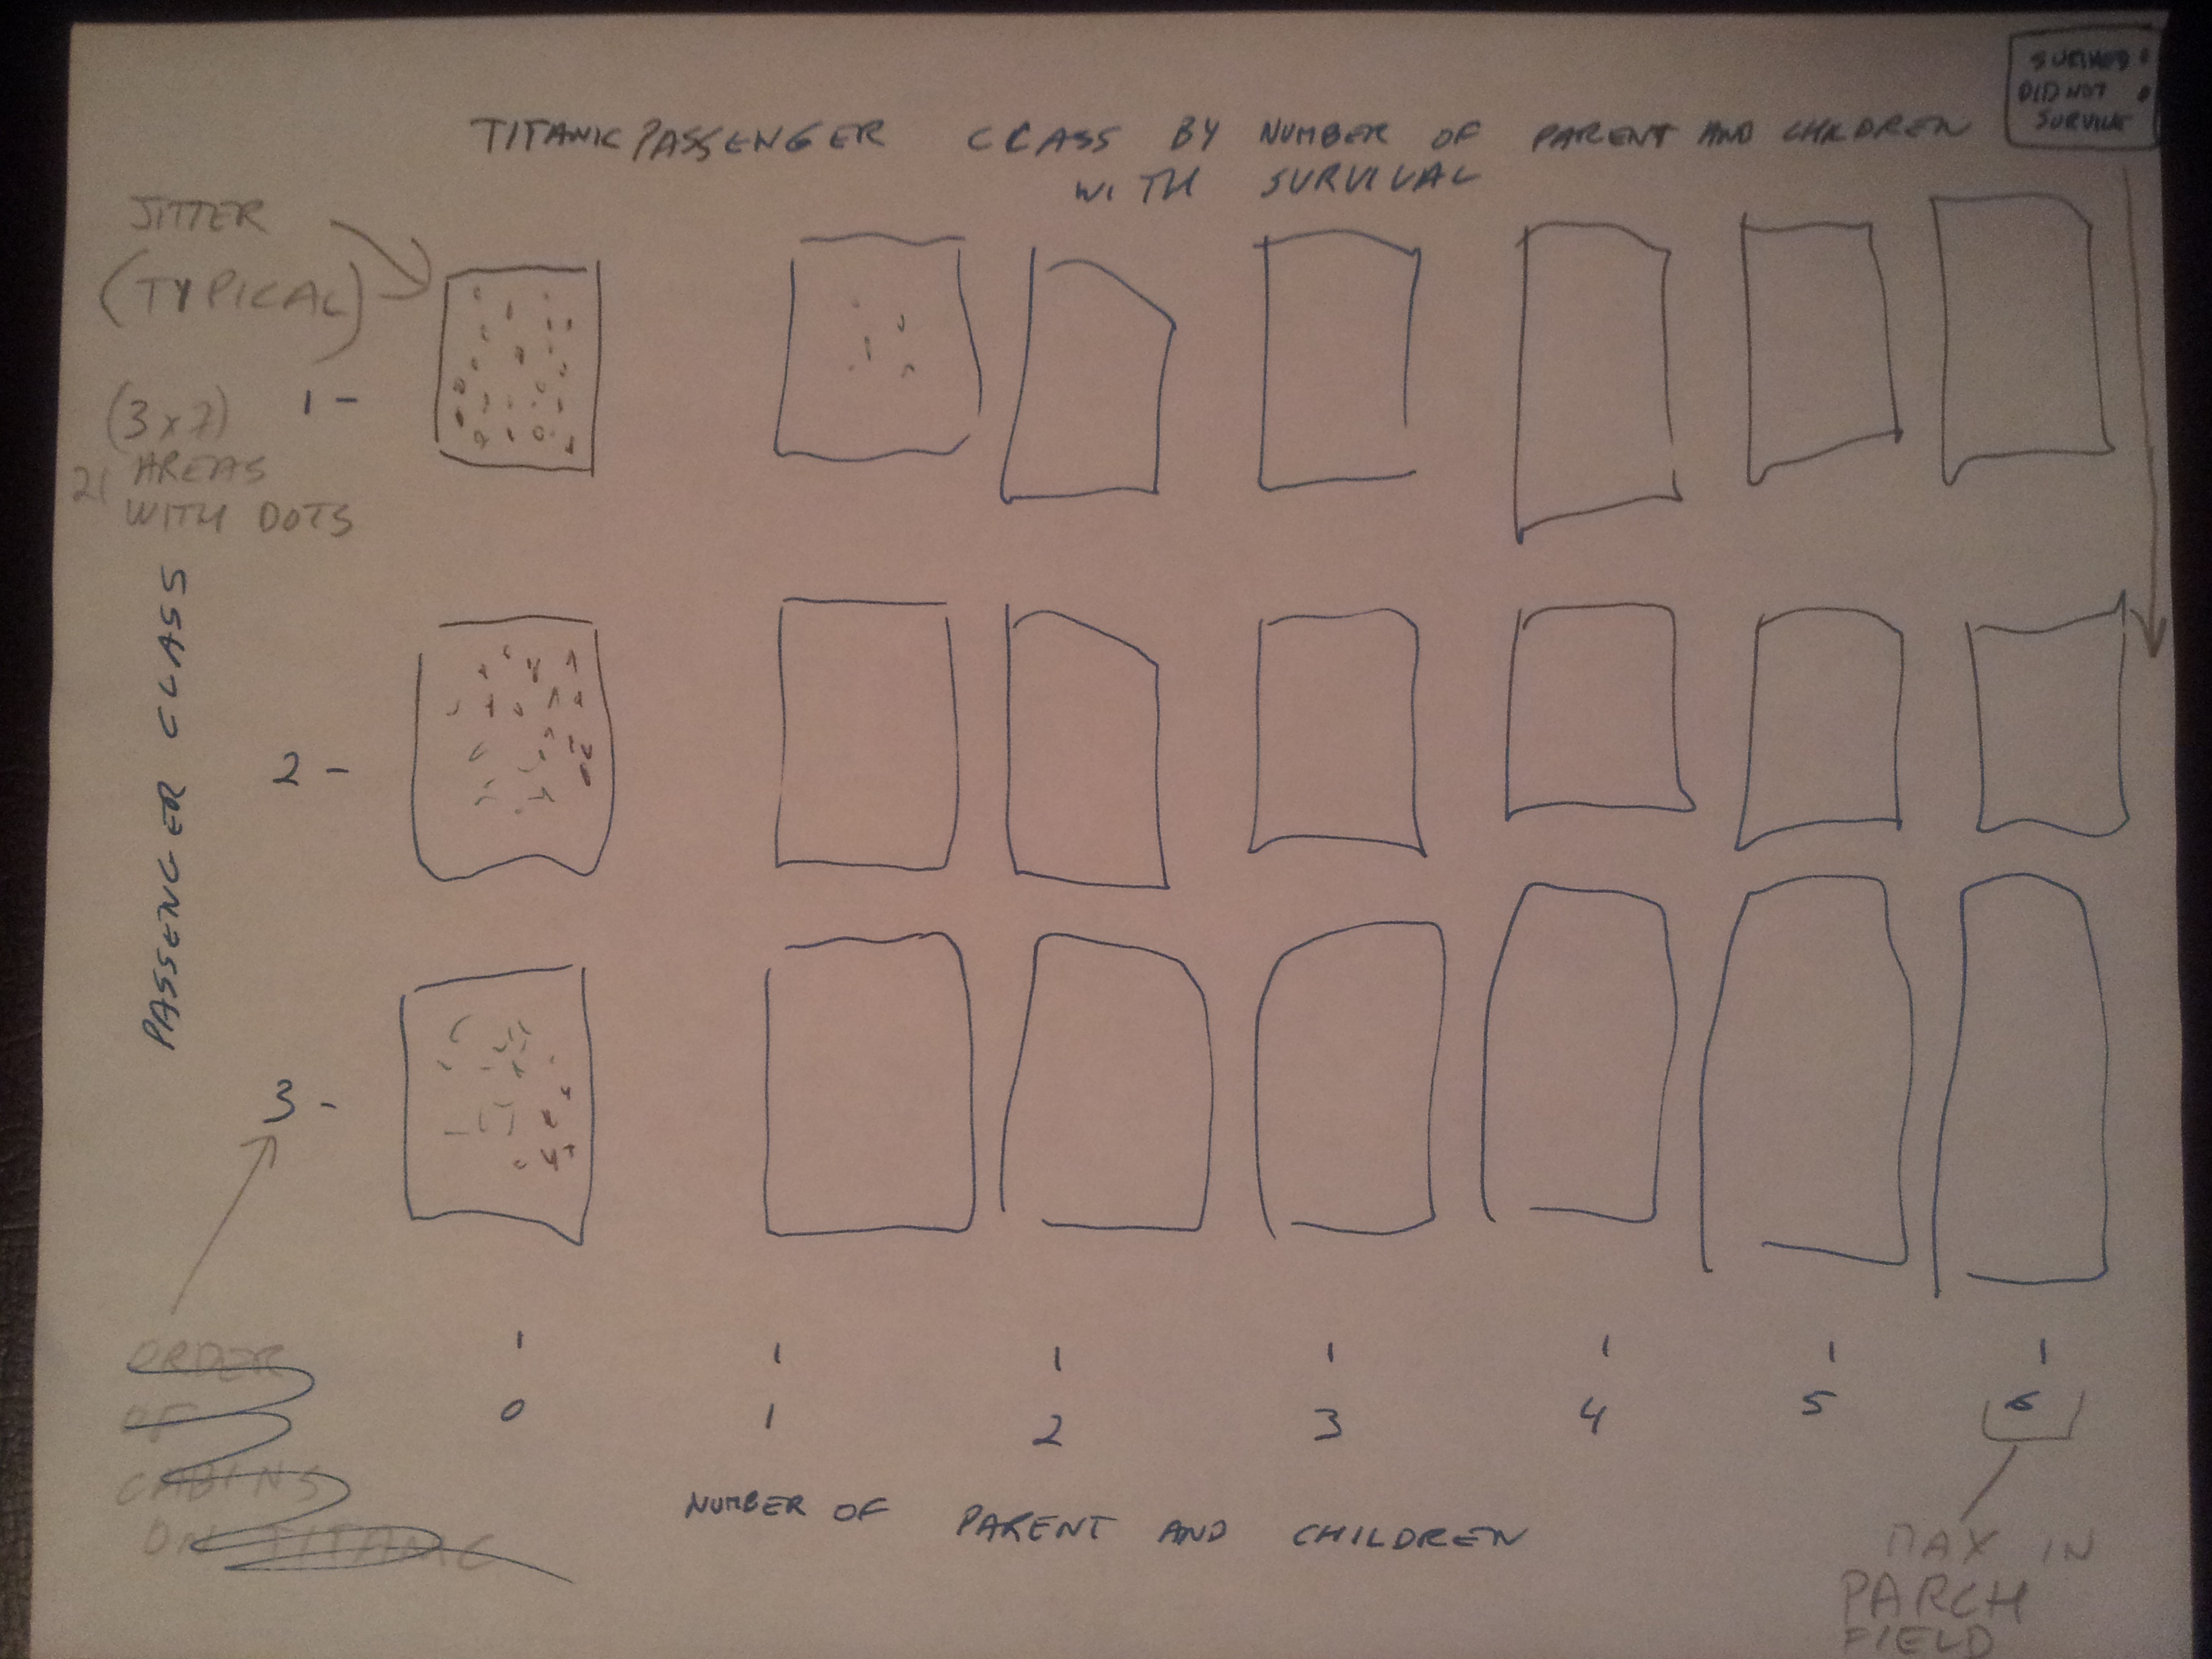 SURVIVED
DID NOT
SURVIVE
TITANIC PASSENGER CLASS BY NUMBER OF PARENT AND CHILDREN
WITH SURVIVAL
JITTER
(TYPICAL)
(3x7)
21 AREAS
WITH DOTS
PASSENGER CLASS
1 -
2 -
3 -
ORDER
OF
CABINS
ON TITANIC
0 1 2 3 4 5 6
NUMBER OF PARENT AND CHILDREN
MAX IN
PARCH
FIELD